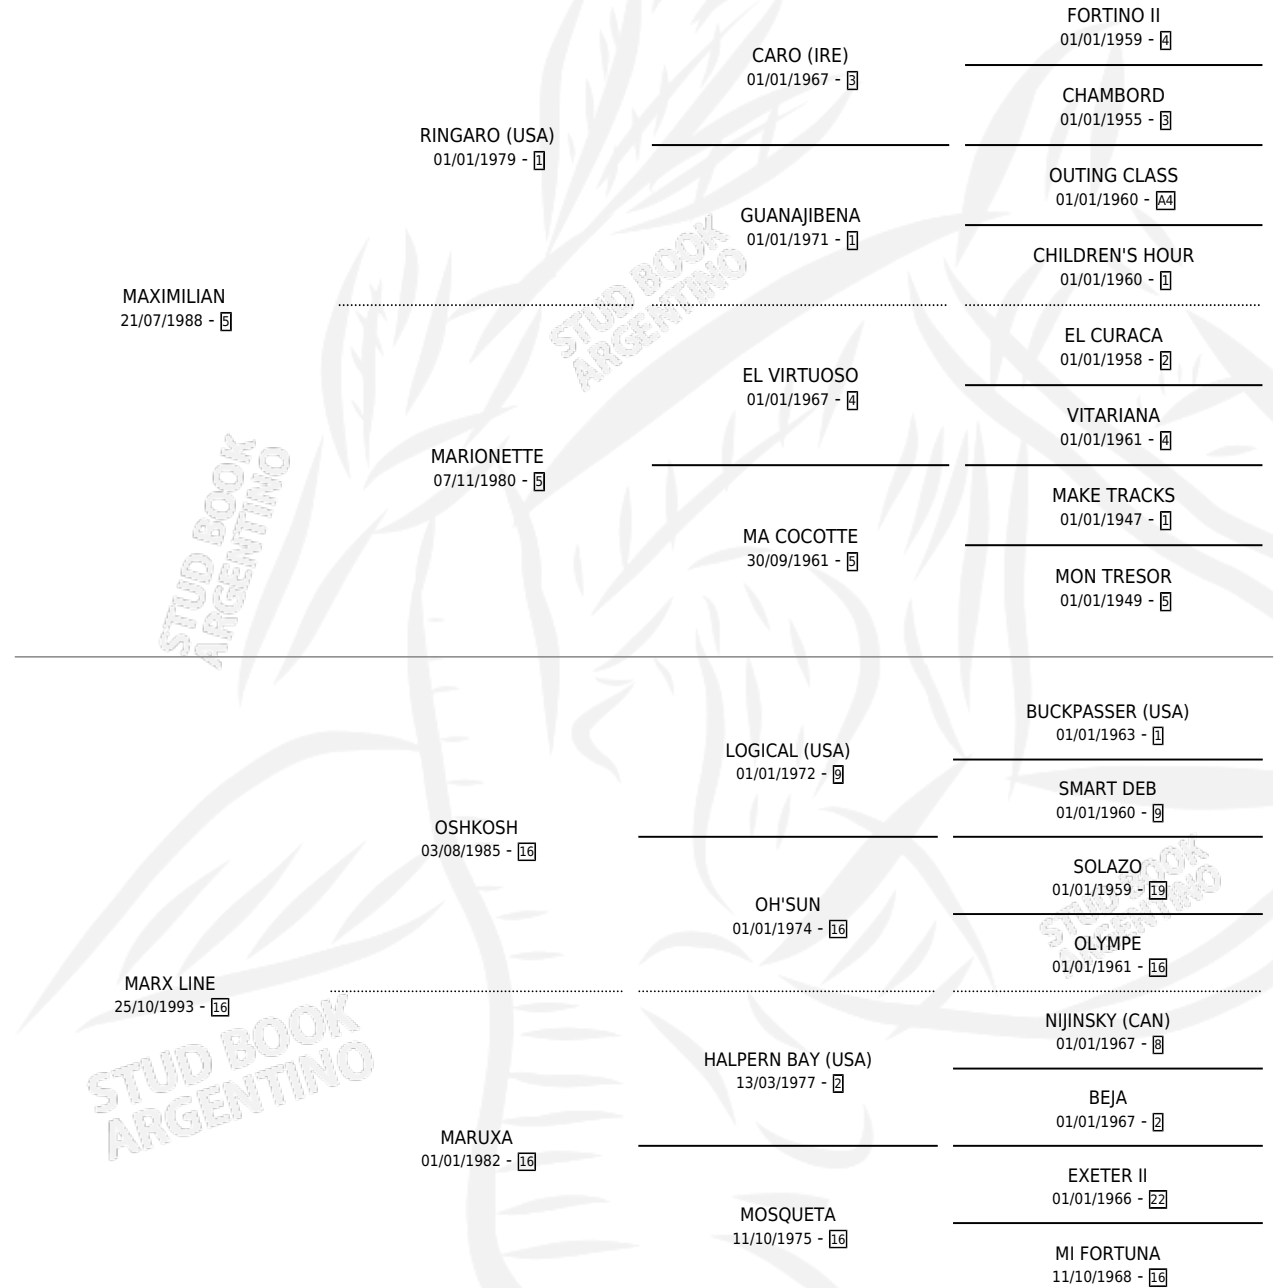 FORTINO II
01/01/1959 - 4
CARO (IRE)
01/01/1967 - 3
CHAMBORD
01/01/1955 - 3
RINGARO (USA)
01/01/1979 - 1
OUTING CLASS
01/01/1960 - A4
GUANAJIBENA
01/01/1971 - 1
CHILDREN'S HOUR
01/01/1960 - 1
MAXIMILIAN
21/07/1988 - 5
EL CURACA
01/01/1958 - 2
EL VIRTUOSO
01/01/1967 - 4
VITARIANA
01/01/1961 - 4
MARIONETTE
07/11/1980 - 5
MAKE TRACKS
01/01/1947 - 1
MA COCOTTE
30/09/1961 - 5
MON TRESOR
01/01/1949 - 5
STUD BOOK
ARGENTINO
STUD BOOK
ARGENTINO
BUCKPASSER (USA)
01/01/1963 - 1
LOGICAL (USA)
01/01/1972 - 9
SMART DEB
01/01/1960 - 9
OSHKOSH
03/08/1985 - 16
SOLAZO
01/01/1959 - 19
OH'SUN
01/01/1974 - 16
OLYMPE
01/01/1961 - 16
MARX LINE
25/10/1993 - 16
NIJINSKY (CAN)
01/01/1967 - 8
HALPERN BAY (USA)
13/03/1977 - 2
BEJA
01/01/1967 - 2
MARUXA
01/01/1982 - 16
EXETER II
01/01/1966 - 22
MOSQUETA
11/10/1975 - 16
MI FORTUNA
11/10/1968 - 16
STUD BOOK
ARGENTINO
STUD BOOK
ARGENTINO